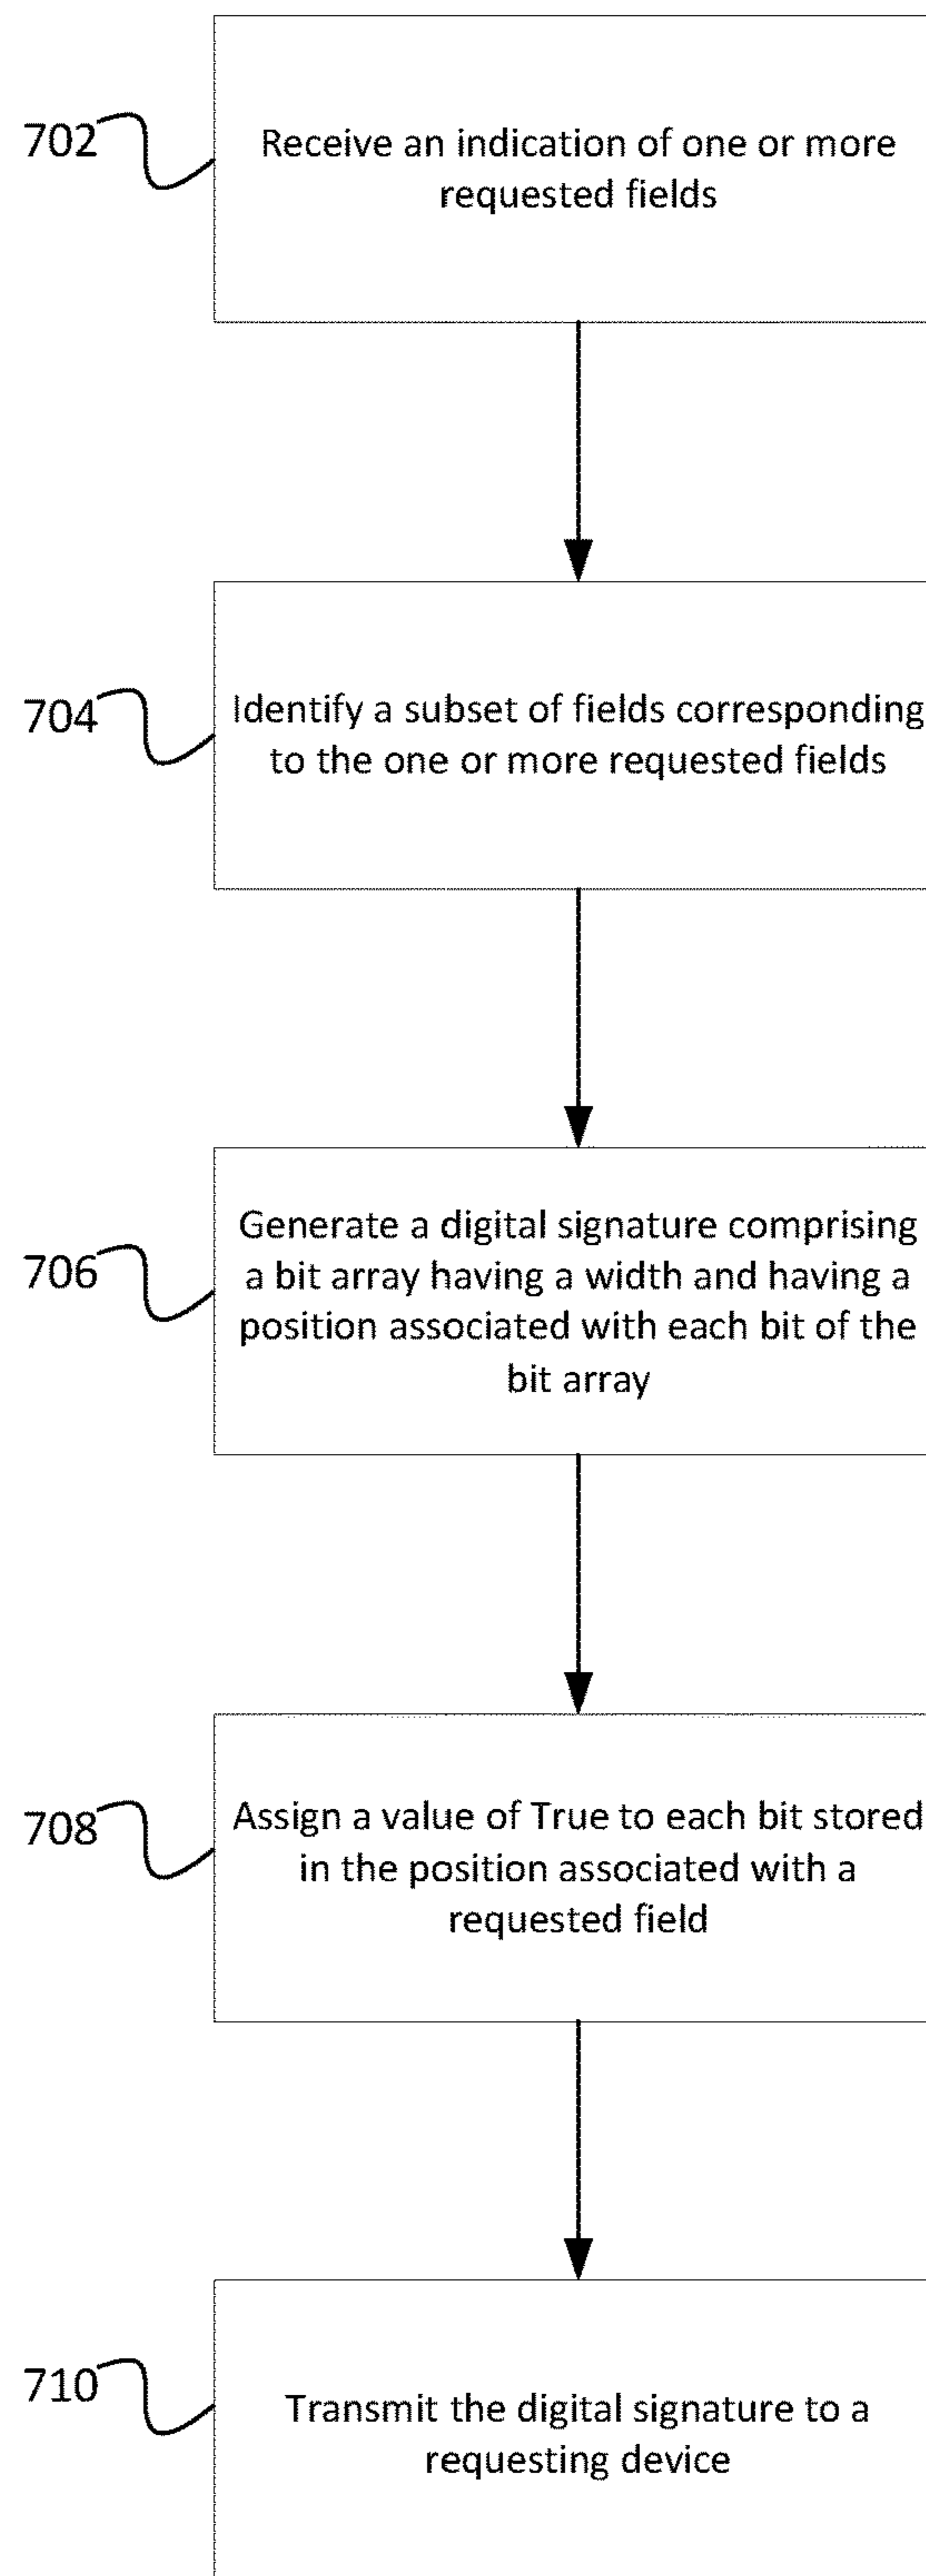 702
Receive an indication of one or more
requested fields
704
Identify a subset of fields corresponding
to the one or more requested fields
706
Generate a digital signature comprising
a bit array having a width and having a
position associated with each bit of the
bit array
708
Assign a value of True to each bit stored
in the position associated with a
requested field
710
Transmit the digital signature to a
requesting device